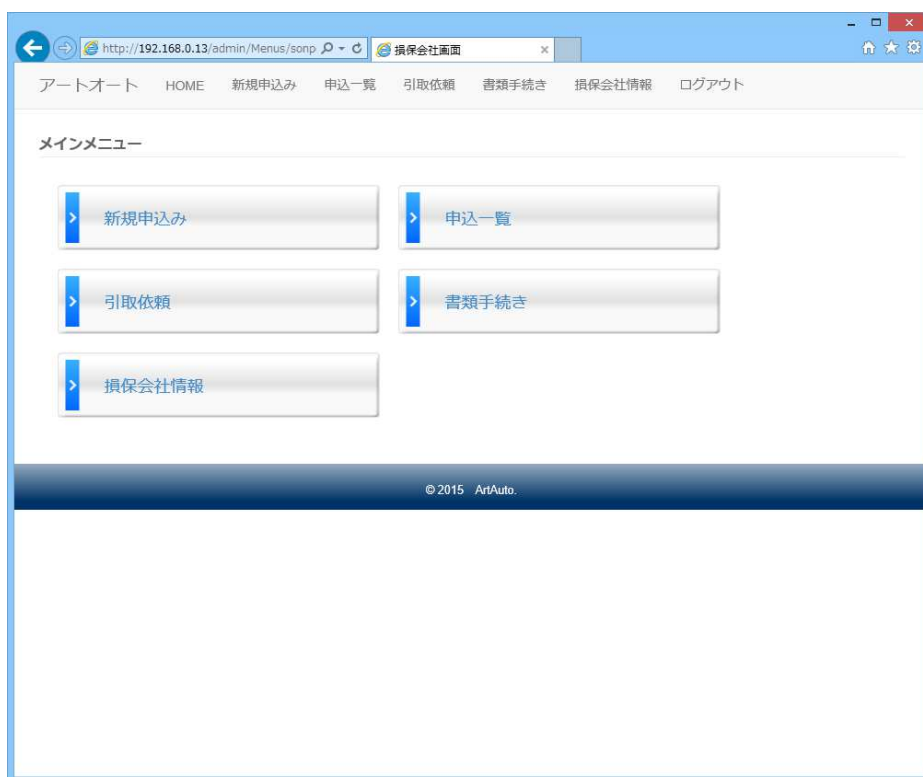 http://192.168.0.13/admin/Menus/sonp
損保会社画面
アートオート HOME 新規申込み 申込一覧 引取依頼 書類手続き 損保会社情報 ログアウト
メインメニュー
新規申込み 申込一覧
引取依頼 書類手続き
損保会社情報
© 2015 ArtAuto.